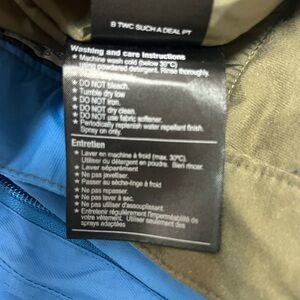 B TWC SUCH A DEAL PT
Washing and care Instructions
★ Machine wash cold (below 30°C)
using powdered detergent. Rinse thoroughly.
★ DO NOT bleach.
★ Tumble dry low
★ DO NOT iron.
★ DO NOT dry clean.
★ DO NOT use fabric softener.
★ Periodically replenish water repellant finish.
Spray on only.
Entretien
★ Laver en machine à froid (max. 30°C).
Utiliser du détergent en poudre. Bien rincer.
★ Laver séparément
★ Ne pas javelliser.
★ Passer au sèche-linge à froid
★ Ne pas repasser.
★ Ne pas laver à sec.
★ Ne pas utiliser d'assouplissant.
★ Entretenir régulièrement l'imperméabilité de
votre vêtement. Utiliser seulement des
sprays adaptés